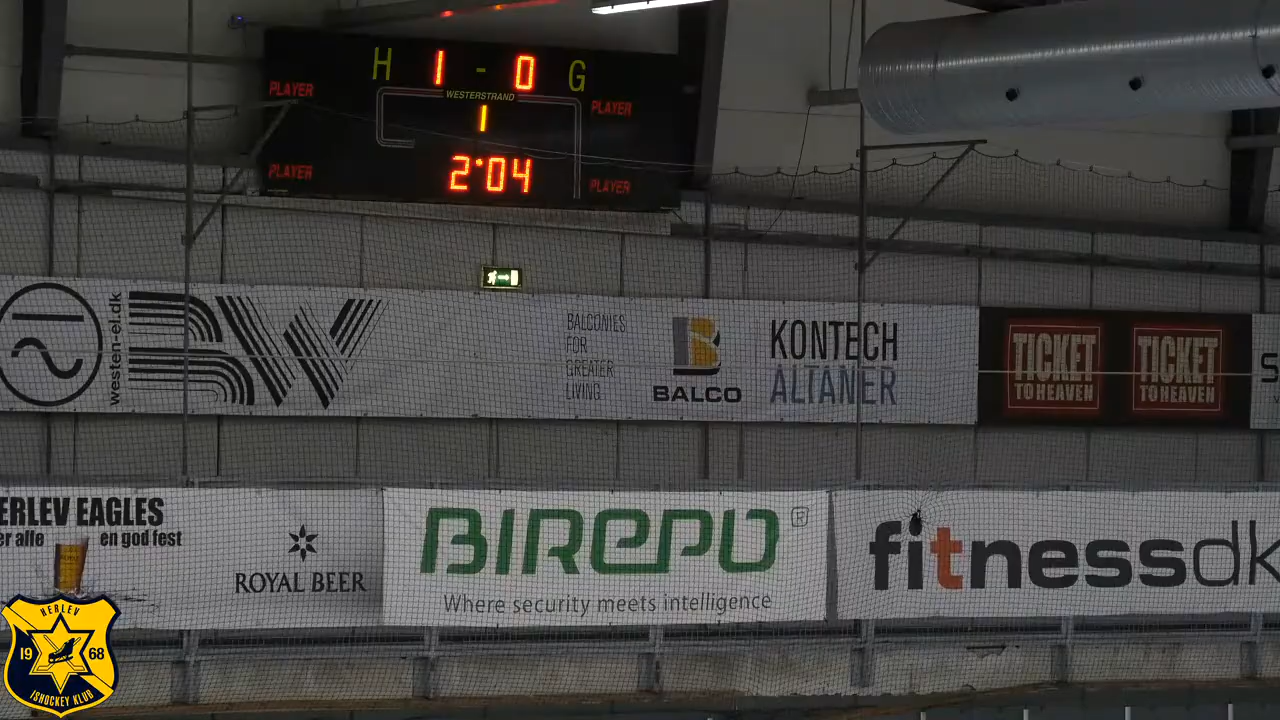 H 1 - 0 G
PLAYER
WESTERSTRAND
PLAYER
1
PLAYER
2:04
PLAYER
westen-el.dk
BW
BALCONIES
FOR
GREATER
LIVING
BALCO
KONTECH
ALTANER
TICKET
TO HEAVEN
TICKET
TO HEAVEN
S
ERLEV EAGLES
er alle en god fest
ROYAL BEER
BIREPO ®
Where security meets intelligence
fitnessdk
HERLEV
19 68
ISHOCKEY KLUB